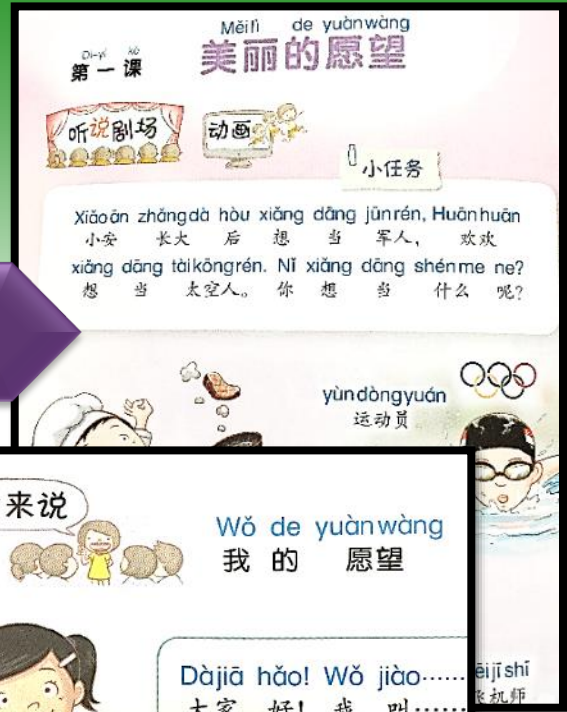 Měilì de yuànwàng
美丽的愿望
Dì-yī kè
第一课
听说剧场
动画
小任务
Xiǎo'ān zhǎngdà hòu xiǎng dāng jūnrén, Huānhuan
小安 长大 后 想 当 军人， 欢欢
xiǎng dāng tàikōngrén. Nǐ xiǎng dāng shénme ne?
想 当 太空人。 你 想 当 什么 呢？
yùndòngyuán
运动员
来说
Wǒ de yuànwàng
我 的 愿望
Dàjiā hǎo! Wǒ jiào……
大家 好！ 我 叫……
ēijīshī
机师